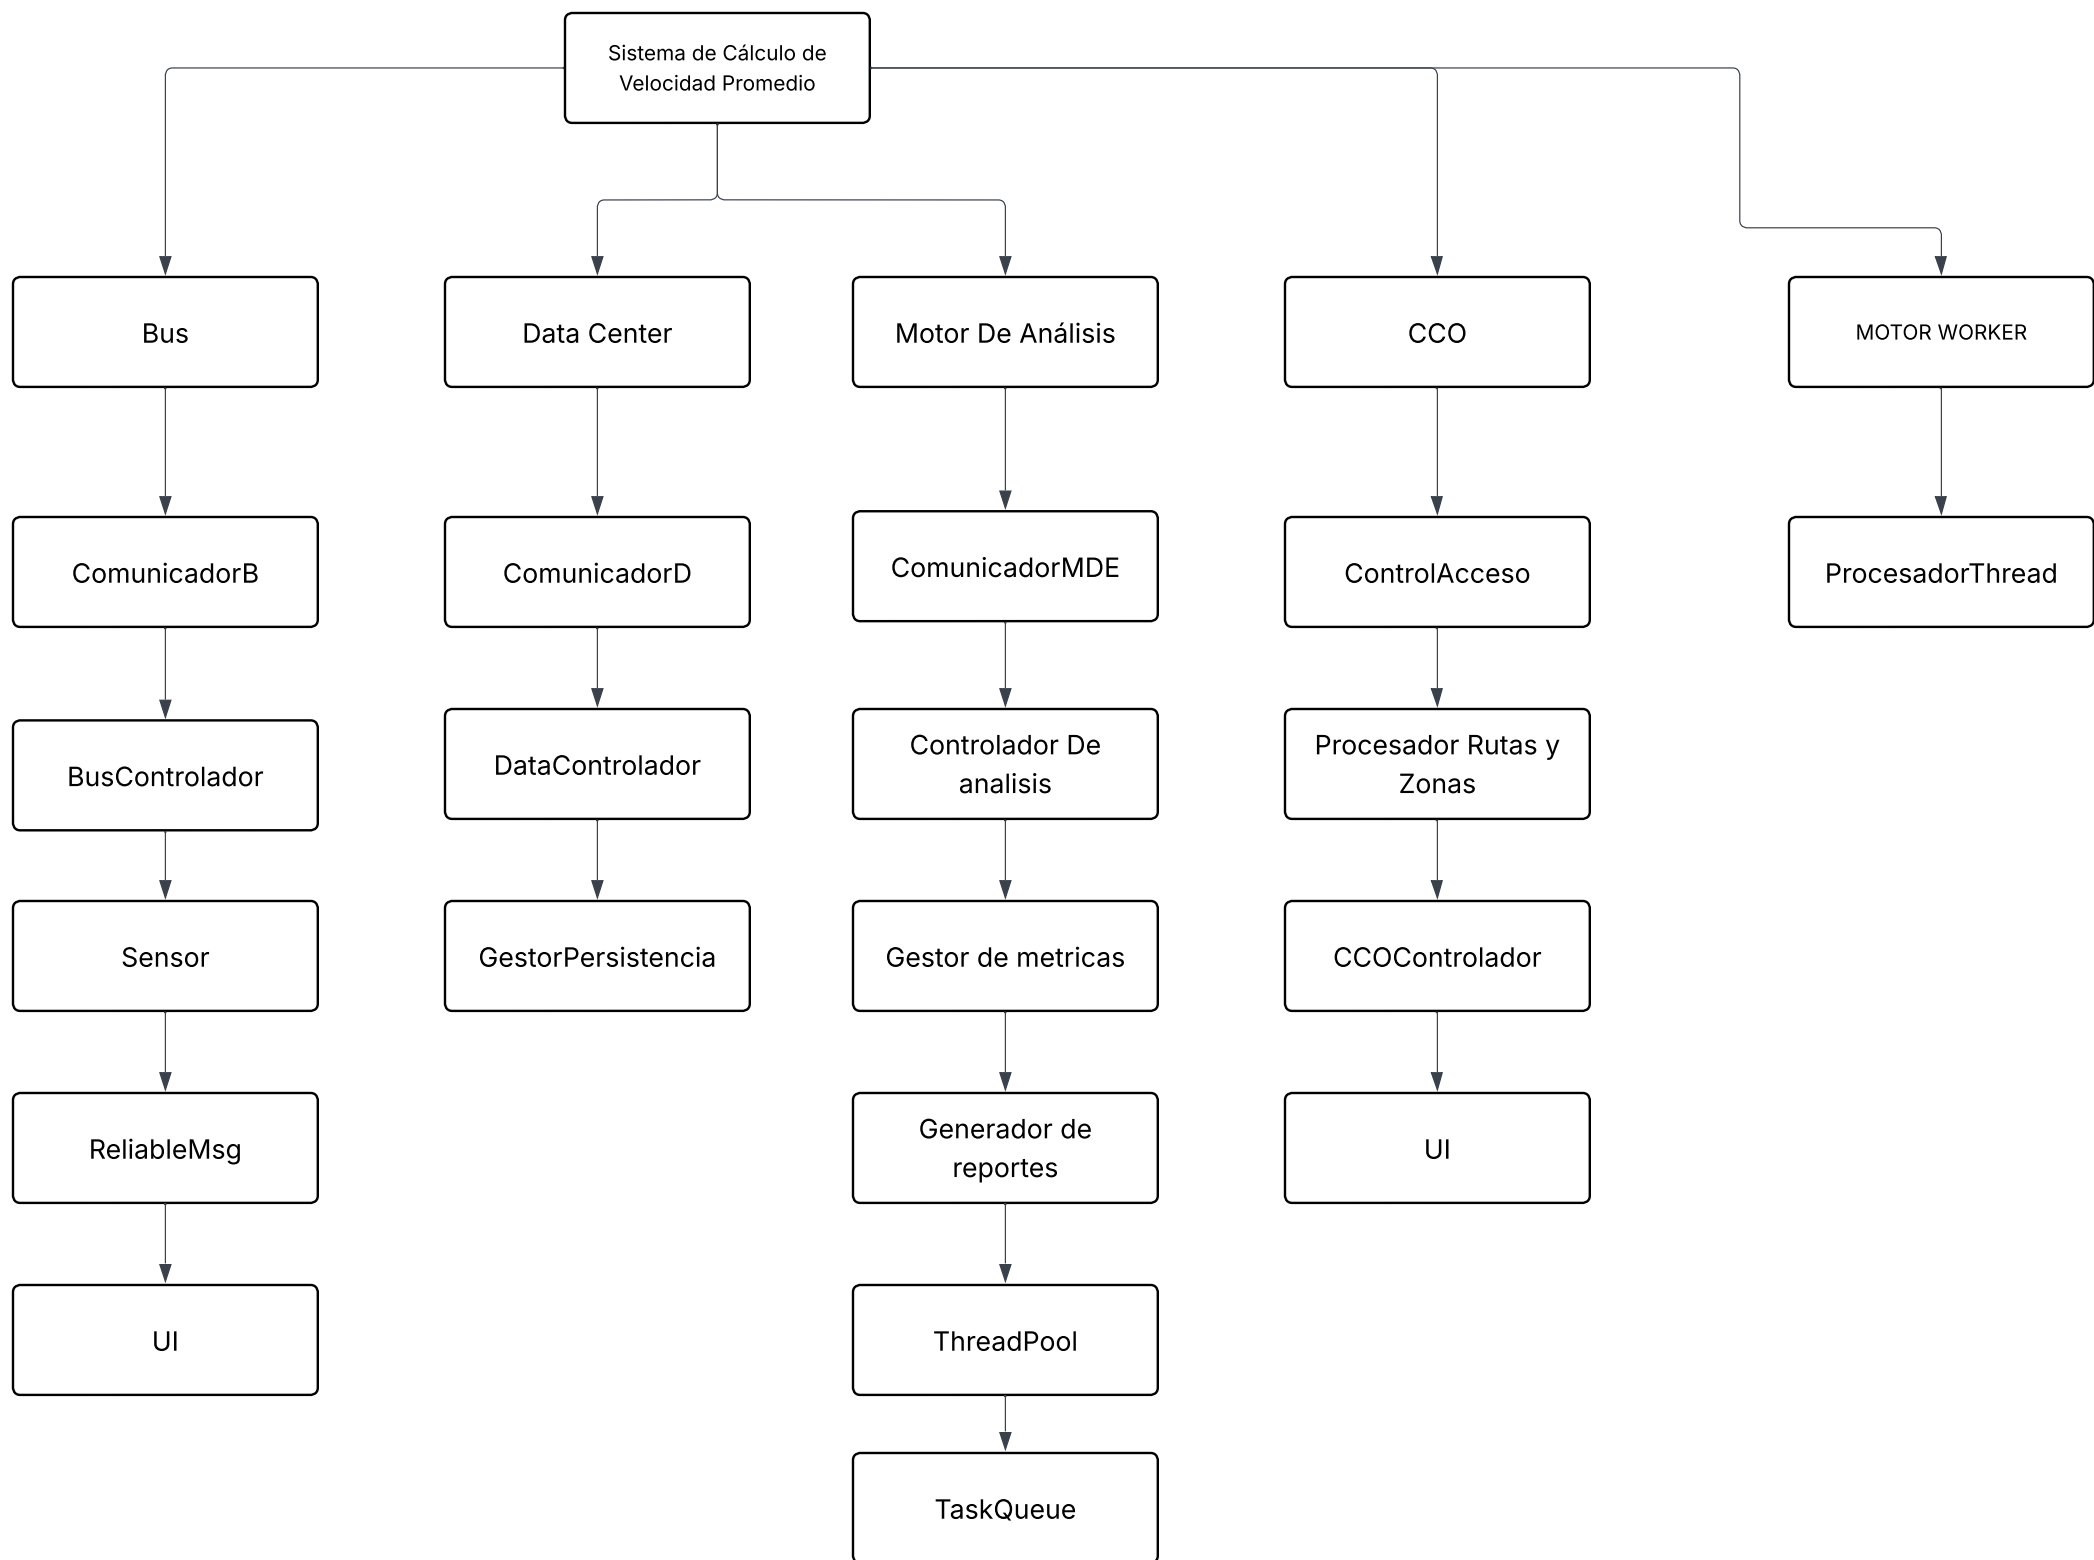 Sistema de Cálculo de
Velocidad Promedio
Bus
Data Center
Motor De Análisis
CCO
MOTOR WORKER
ComunicadorB
ComunicadorD
ComunicadorMDE
ControlAcceso
ProcesadorThread
BusControlador
DataControlador
Controlador De
analisis
Procesador Rutas y
Zonas
Sensor
GestorPersistencia
Gestor de metricas
CCOControlador
ReliableMsg
Generador de
reportes
UI
UI
ThreadPool
TaskQueue